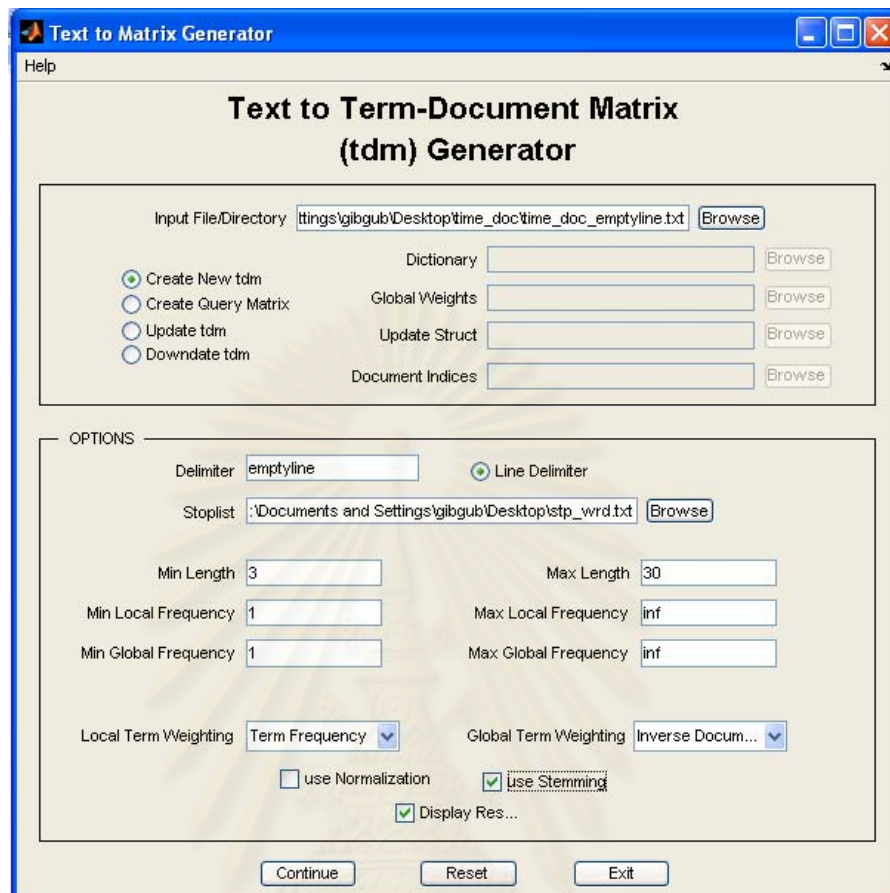 Text to Matrix Generator
Help
Text to Term-Document Matrix
(tdm) Generator
Input File/Directory ttings\gibgub\Desktop\time_doc\time_doc_emptyline.txt Browse
Dictionary Browse
Create New tdm
Create Query Matrix
Global Weights Browse
Update tdm
Update Struct Browse
Downdate tdm
Document Indices Browse
OPTIONS
Delimiter emptyline Line Delimiter
Stoplist :\Documents and Settings\gibgub\Desktop\stp_wrd.txt Browse
Min Length 3 Max Length 30
Min Local Frequency 1 Max Local Frequency inf
Min Global Frequency 1 Max Global Frequency inf
Local Term Weighting Term Frequency Global Term Weighting Inverse Docum...
use Normalization use Stemming
Display Res...
Continue Reset Exit